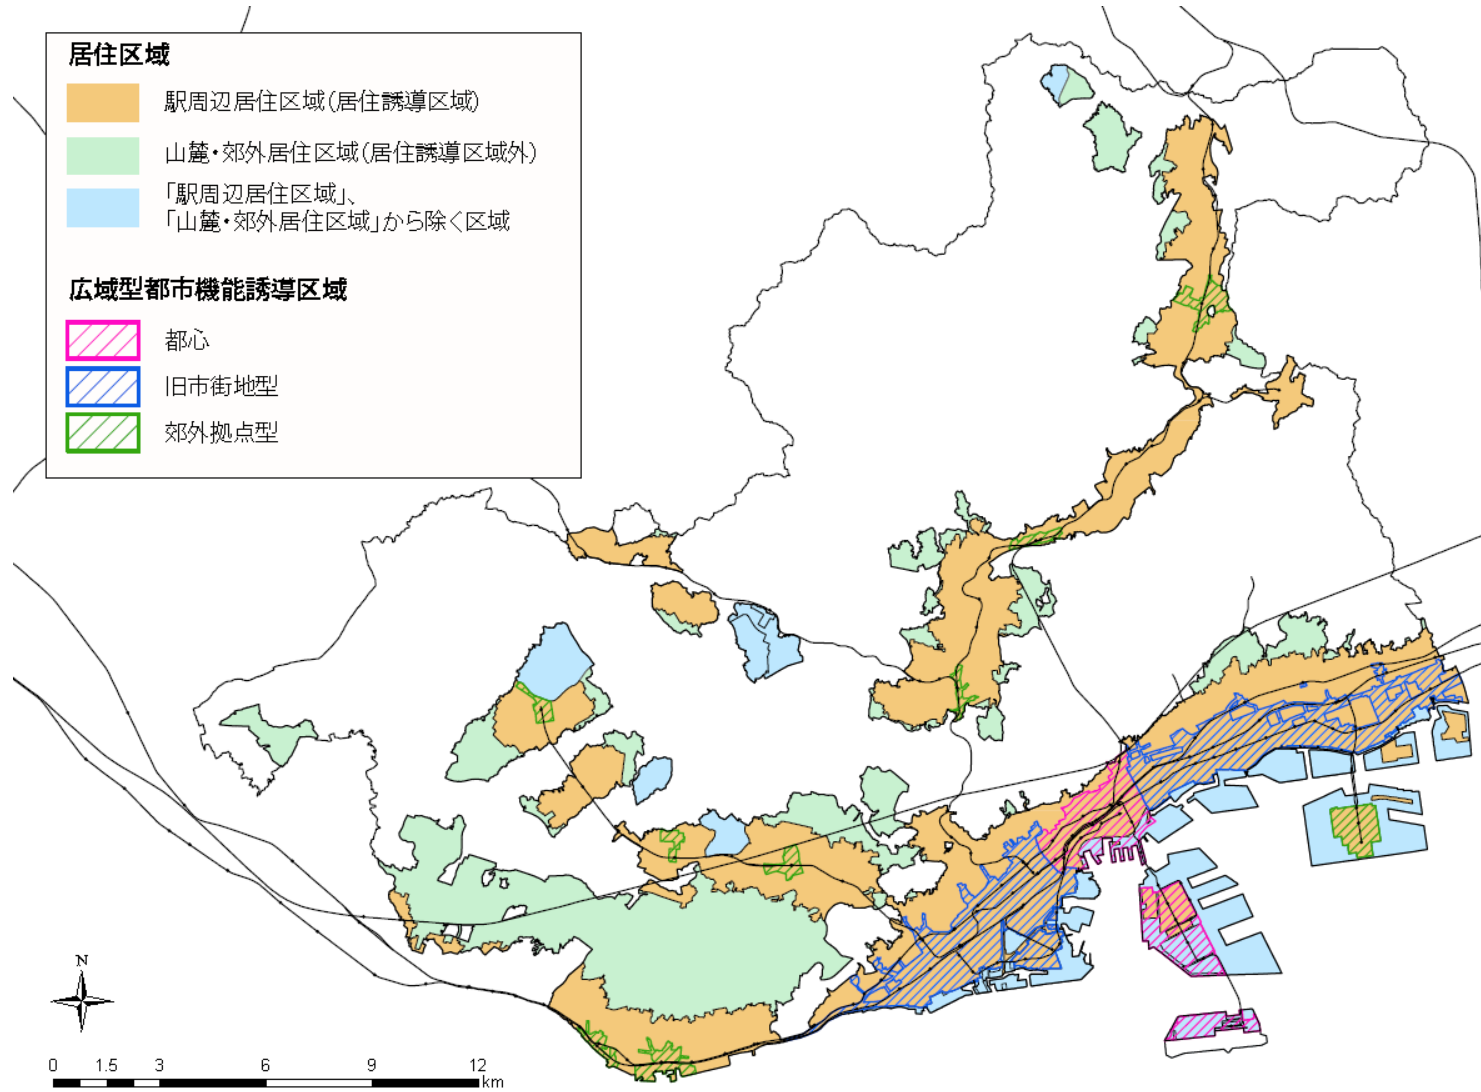 居住区域
駅周辺居住区域(居住誘導区域)
山麓・郊外居住区域(居住誘導区域外)
「駅周辺居住区域」、
「山麓・郊外居住区域」から除く区域
広域型都市機能誘導区域
都心
旧市街地型
郊外拠点型
N
0 1.5 3 6 9 12
km